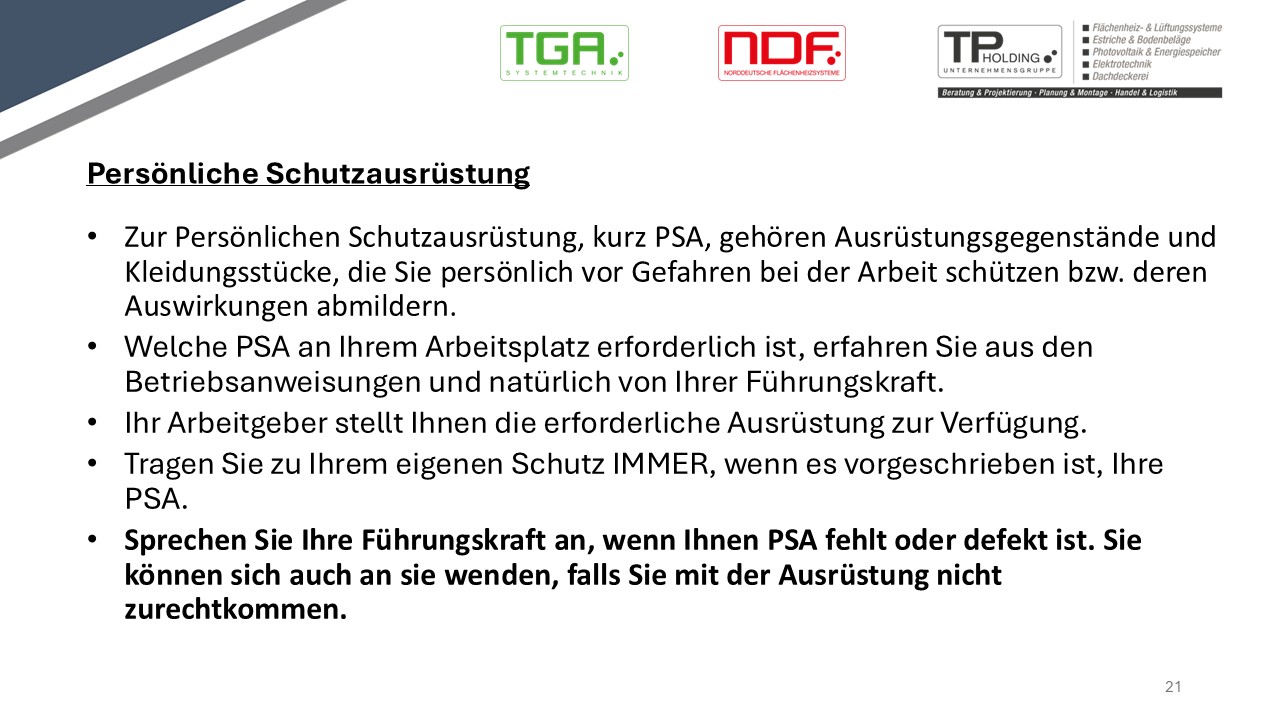 TGA
SYSTEMTECHNIK
NDF
NORDDEUTSCHE FLÄCHENHEIZSYSTEME
TP HOLDING
UNTERNEHMENSGRUPPE
Flächenheiz- & Lüftungssysteme
Estriche & Bodenbeläge
Photovoltaik & Energiespeicher
Elektrotechnik
Dachdeckerei
Beratung & Projektierung · Planung & Montage · Handel & Logistik
Persönliche Schutzausrüstung
• Zur Persönlichen Schutzausrüstung, kurz PSA, gehören Ausrüstungsgegenstände und
Kleidungsstücke, die Sie persönlich vor Gefahren bei der Arbeit schützen bzw. deren
Auswirkungen abmildern.
• Welche PSA an Ihrem Arbeitsplatz erforderlich ist, erfahren Sie aus den
Betriebsanweisungen und natürlich von Ihrer Führungskraft.
• Ihr Arbeitgeber stellt Ihnen die erforderliche Ausrüstung zur Verfügung.
• Tragen Sie zu Ihrem eigenen Schutz IMMER, wenn es vorgeschrieben ist, Ihre
PSA.
• Sprechen Sie Ihre Führungskraft an, wenn Ihnen PSA fehlt oder defekt ist. Sie
können sich auch an sie wenden, falls Sie mit der Ausrüstung nicht
zurechtkommen.
21